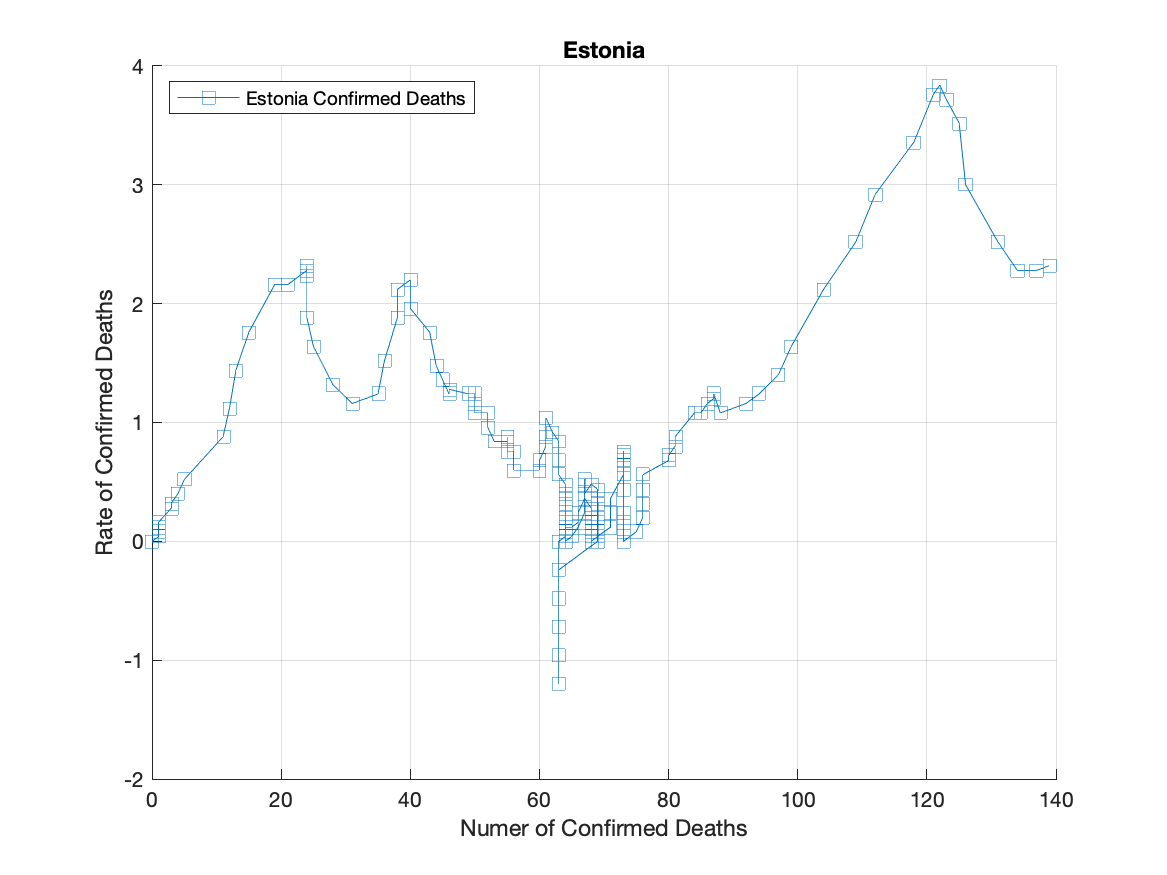 Estonia
Estonia Confirmed Deaths
4
3
2
1
0
-1
-2
Rate of Confirmed Deaths
0 20 40 60 80 100 120 140
Numer of Confirmed Deaths